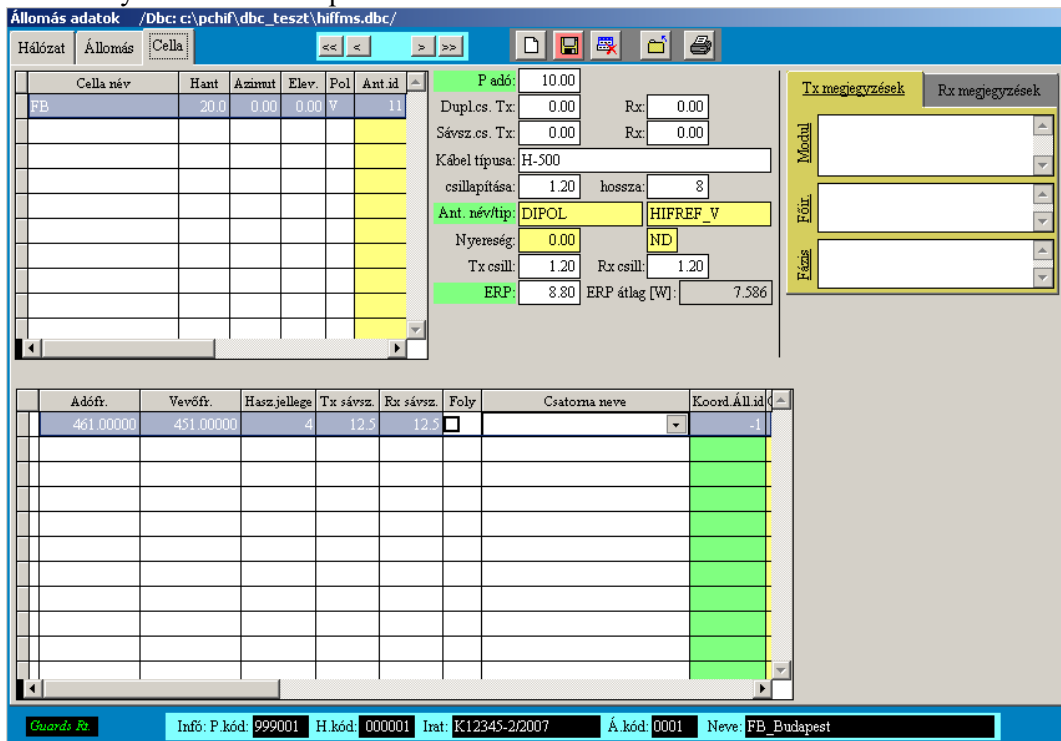 Állomás adatok /Dbc: c:\pchif\dbc_teszt\hiffms.dbc/
Hálózat Állomás Cella << < > >>
Cella név Hant Azimut Elev. Pol Ant.id
FB 20.0 0.00 0.00 V 11
P adó: 10.00
Dupl.cs. Tx: 0.00 Rx: 0.00
Sávsz.cs. Tx: 0.00 Rx: 0.00
Kábel típusa: H-500
csillapítása: 1.20 hossza: 8
Ant. név/tip: DIPOL HIFREF_V
Nyereség: 0.00 ND
Tx csill: 1.20 Rx csill: 1.20
ERP: 8.80 ERP átlag [W]: 7.586
Tx megjegyzések Rx megjegyzések
Modul
Főir.
Fázis
Adófr. Vevőfr. Hasz.jellege Tx sávsz. Rx sávsz. Foly Csatorna neve Koord.Áll.id
461.00000 451.00000 4 12.5 12.5 -1
Guards Rt. Infó: P.kód: 999001 H.kód: 000001 Irat: K12345-2/2007 Á.kód: 0001 Neve: FB_Budapest